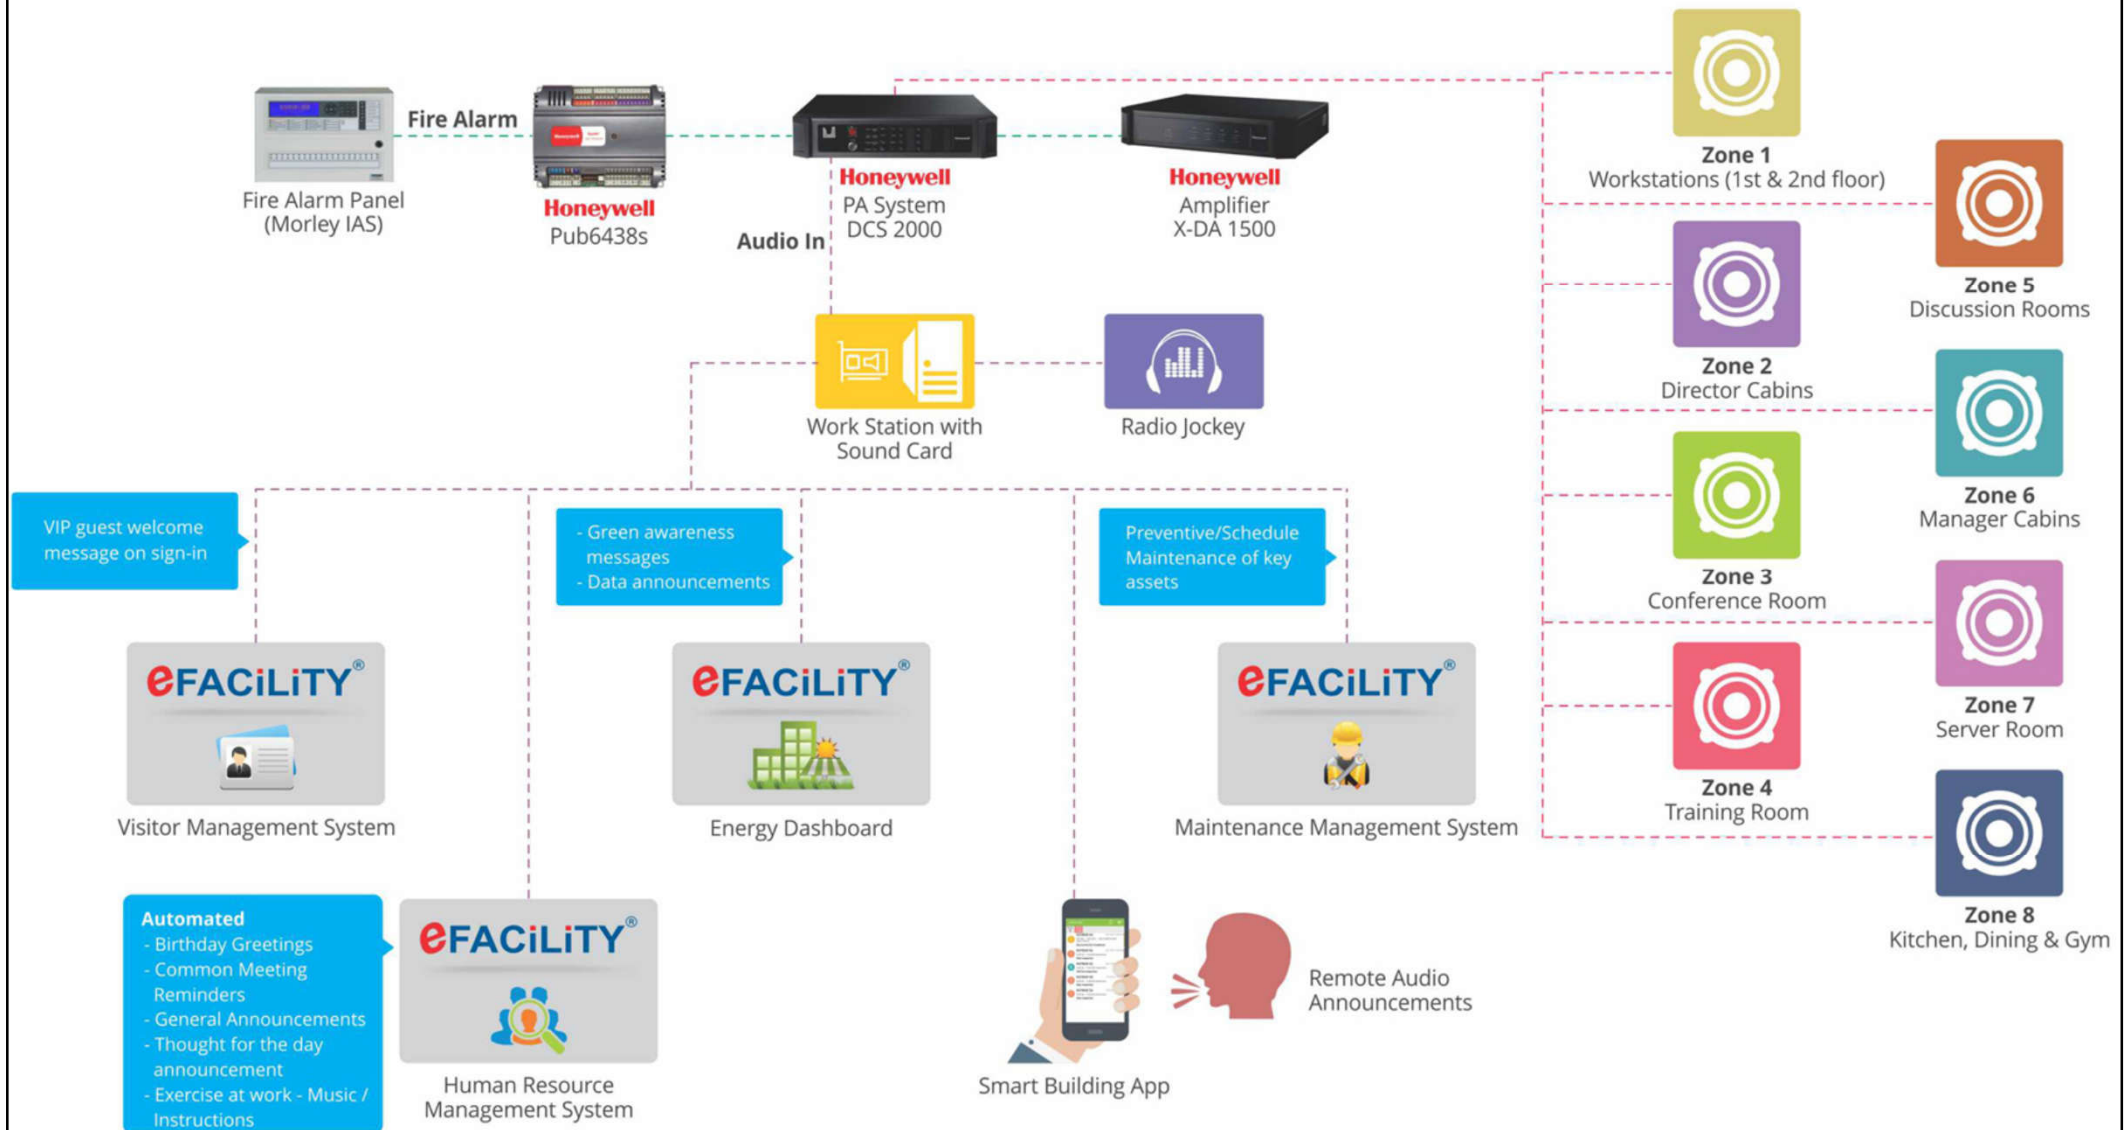 Fire Alarm
Fire Alarm Panel
(Morley IAS)
Honeywell
Pub6438s
Honeywell
PA System
DCS 2000
Honeywell
Amplifier
X-DA 1500
Audio In
Work Station with
Sound Card
Radio Jockey
Zone 1
Workstations (1st & 2nd floor)
Zone 5
Discussion Rooms
Zone 2
Director Cabins
Zone 6
Manager Cabins
Zone 3
Conference Room
Zone 7
Server Room
Zone 4
Training Room
Zone 8
Kitchen, Dining & Gym
VIP guest welcome
message on sign-in
- Green awareness
messages
- Data announcements
Preventive/Schedule
Maintenance of key
assets
eFACiLiTY®
Visitor Management System
eFACiLiTY®
Energy Dashboard
eFACiLiTY®
Maintenance Management System
Automated
- Birthday Greetings
- Common Meeting
Reminders
- General Announcements
- Thought for the day
announcement
- Exercise at work - Music /
Instructions
eFACiLiTY®
Human Resource
Management System
Smart Building App
Remote Audio
Announcements